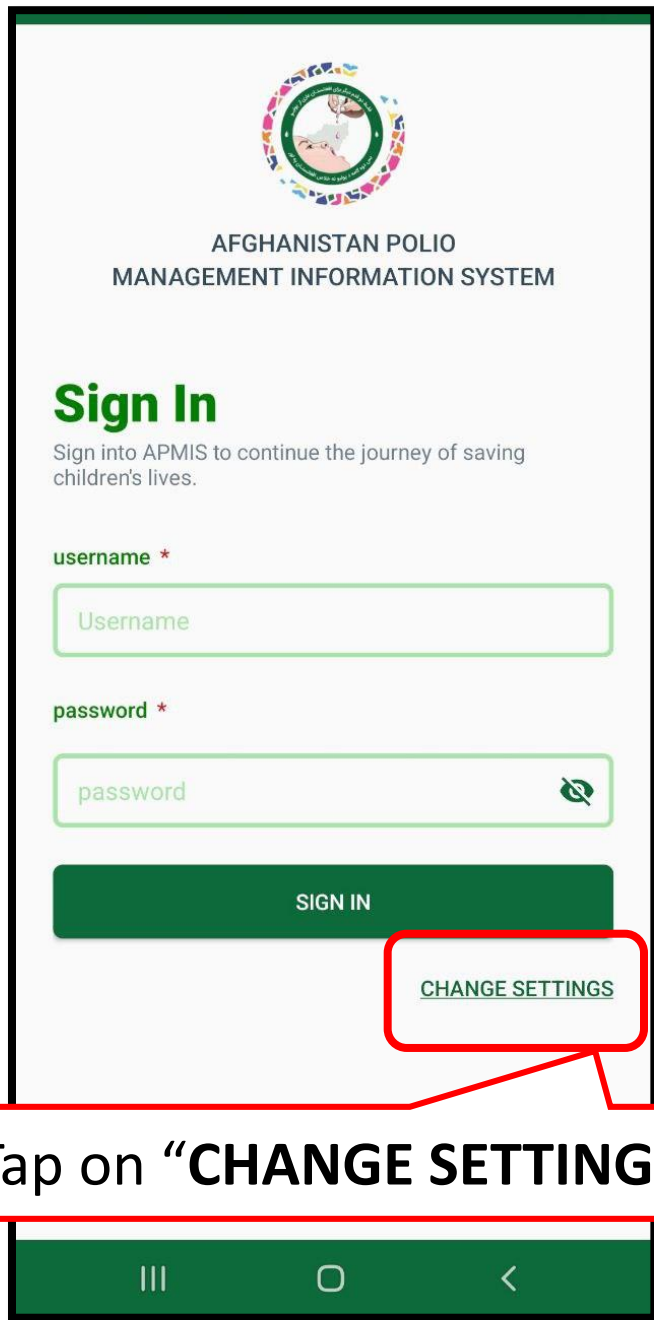 AFGHANISTAN POLIO
MANAGEMENT INFORMATION SYSTEM
Sign In
Sign into APMIS to continue the journey of saving
children's lives.
username *
Username
password *
password
SIGN IN
CHANGE SETTINGS
ap on “CHANGE SETTING